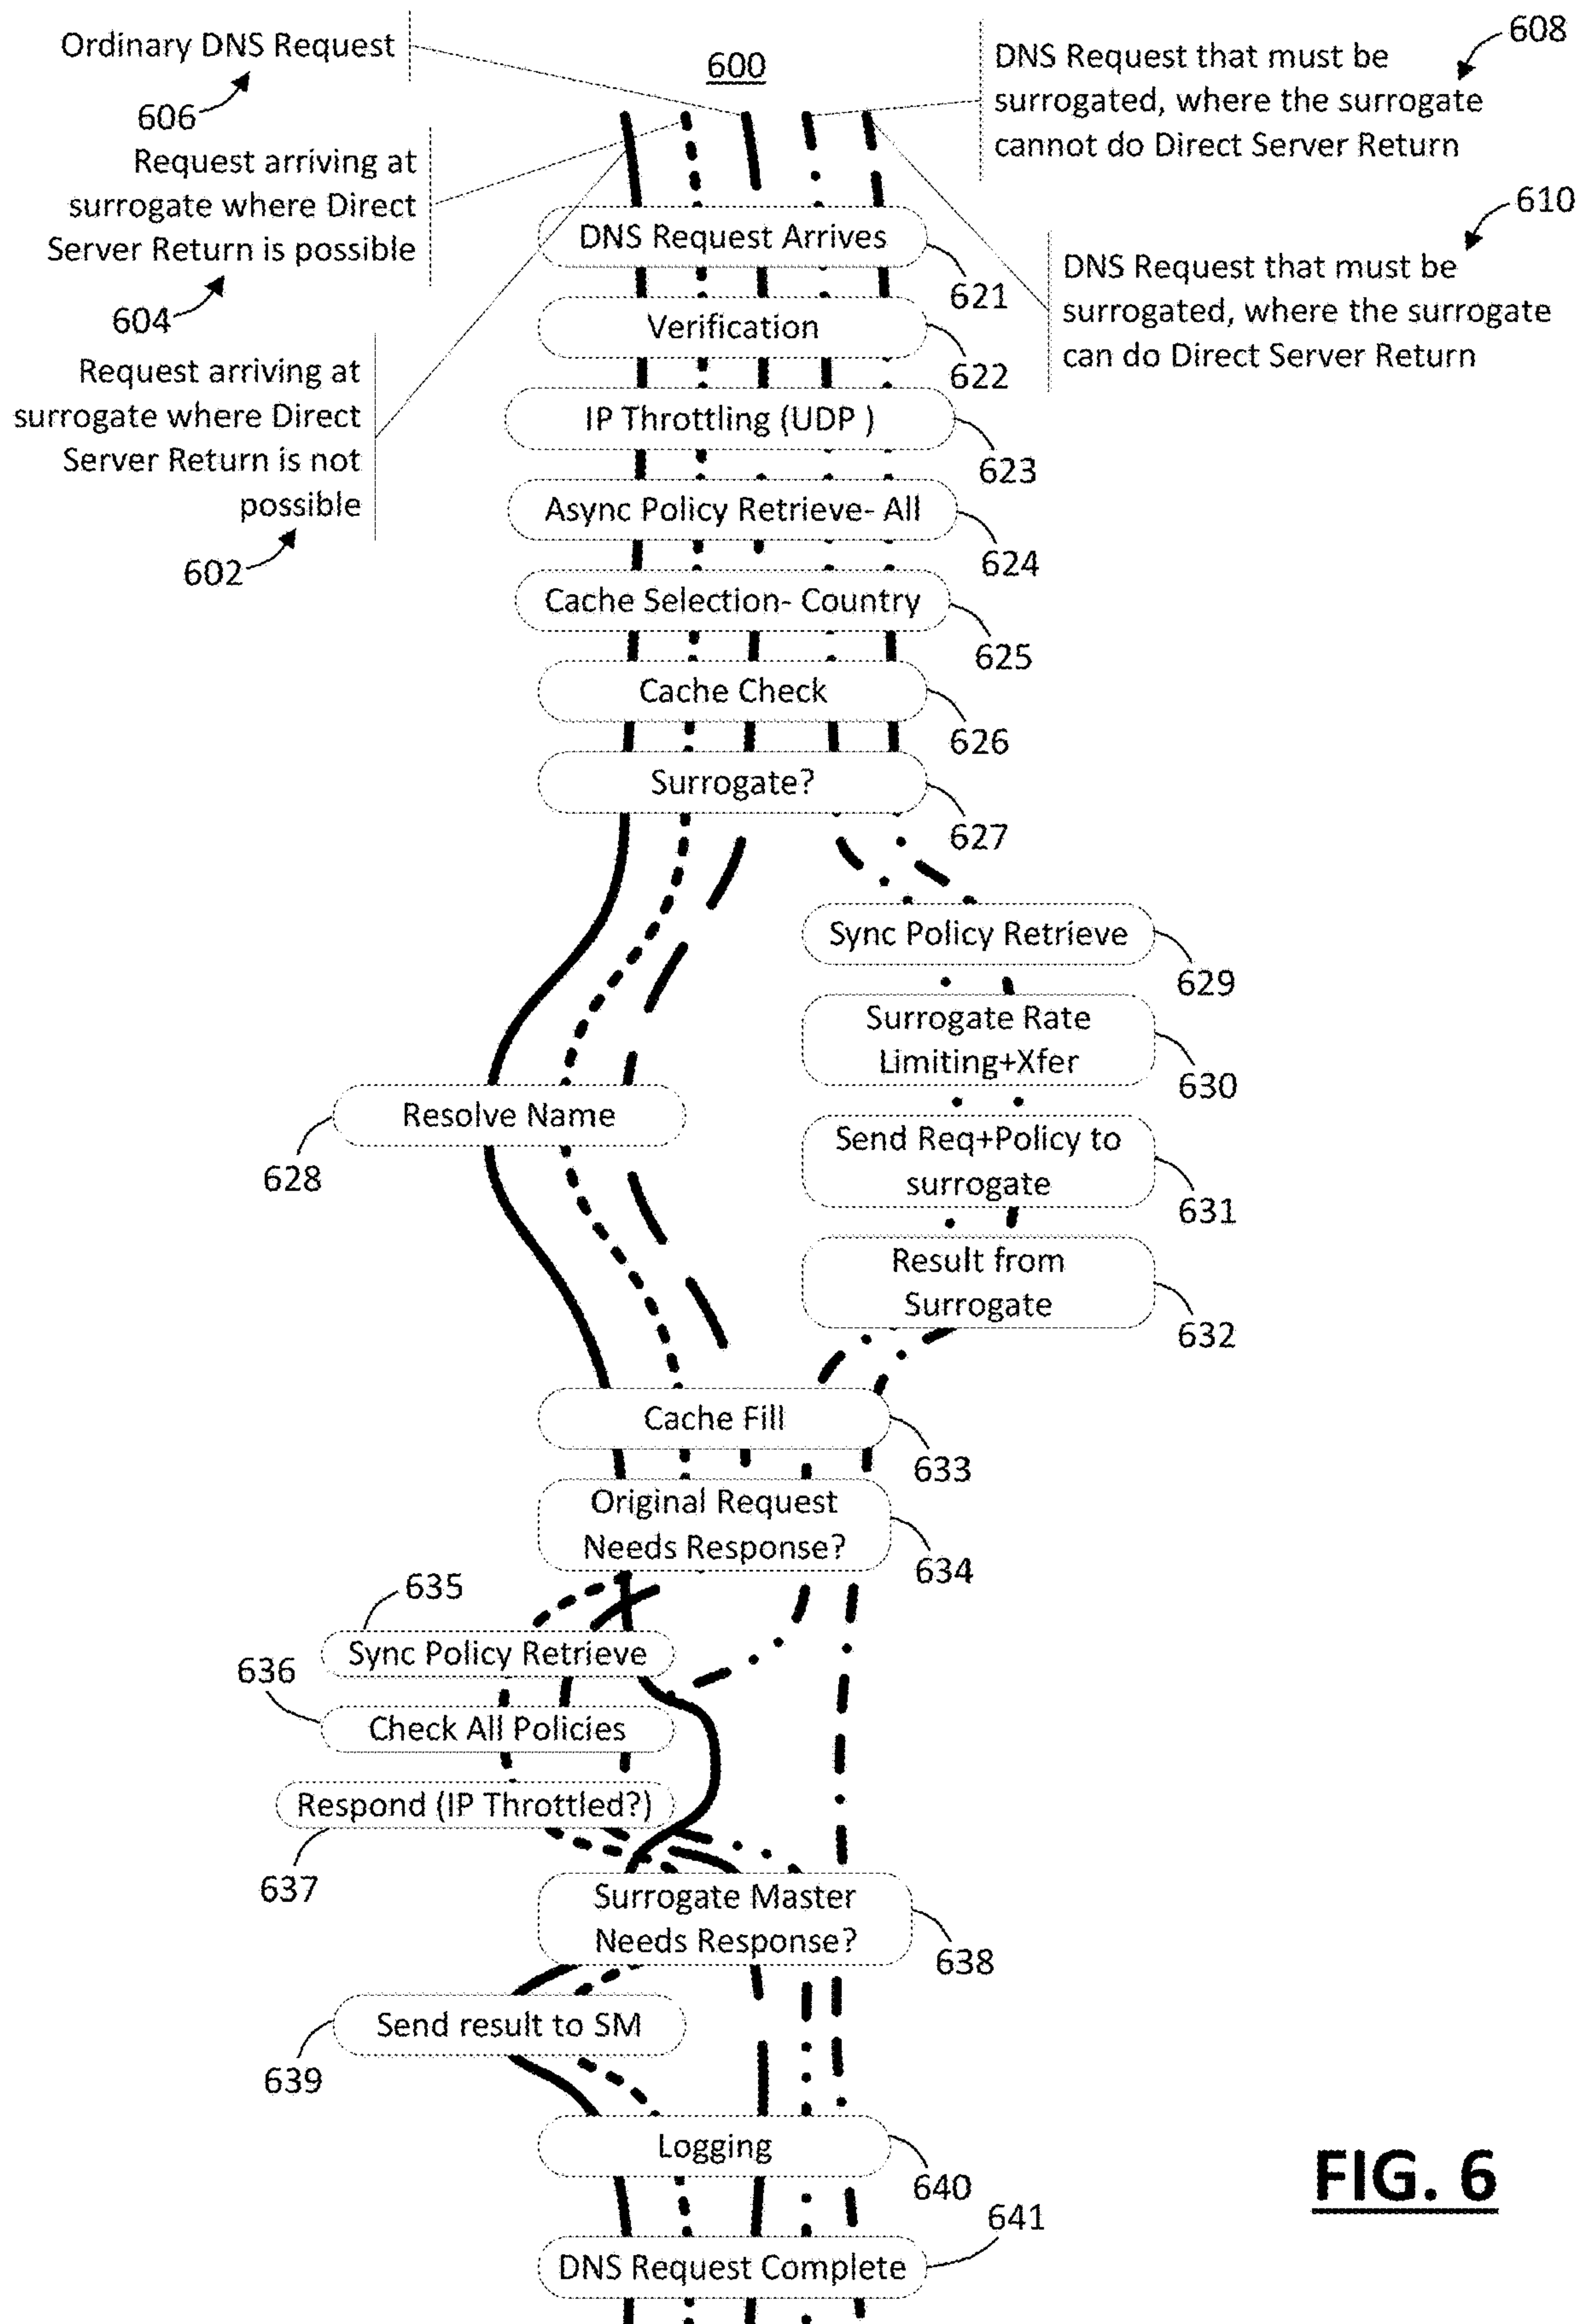 Ordinary DNS Request
606
600
608
DNS Request that must be
surrogated, where the surrogate
cannot do Direct Server Return
Request arriving at
surrogate where Direct
Server Return is possible
604
610
DNS Request that must be
surrogated, where the surrogate
can do Direct Server Return
Request arriving at
surrogate where Direct
Server Return is not
possible
602
DNS Request Arrives
621
Verification
622
IP Throttling (UDP )
623
Async Policy Retrieve- All
624
Cache Selection- Country
625
Cache Check
626
Surrogate?
627
Sync Policy Retrieve
629
Surrogate Rate
Limiting+Xfer
630
Resolve Name
628
Send Req+Policy to
surrogate
631
Result from
Surrogate
632
Cache Fill
633
Original Request
Needs Response?
634
635
Sync Policy Retrieve
636
Check All Policies
Respond (IP Throttled?)
637
Surrogate Master
Needs Response?
638
Send result to SM
639
Logging
640
641
DNS Request Complete
FIG. 6